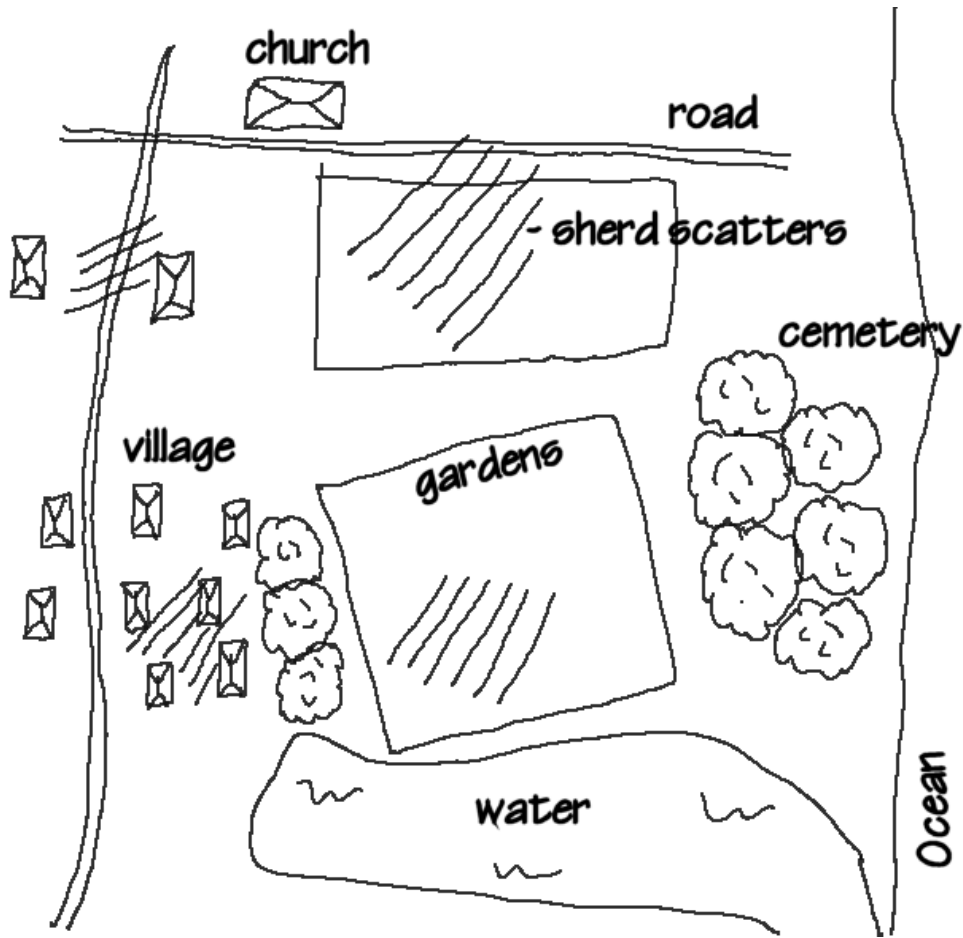 church
road
- sherd scatters
cemetery
village
gardens
water
Ocean